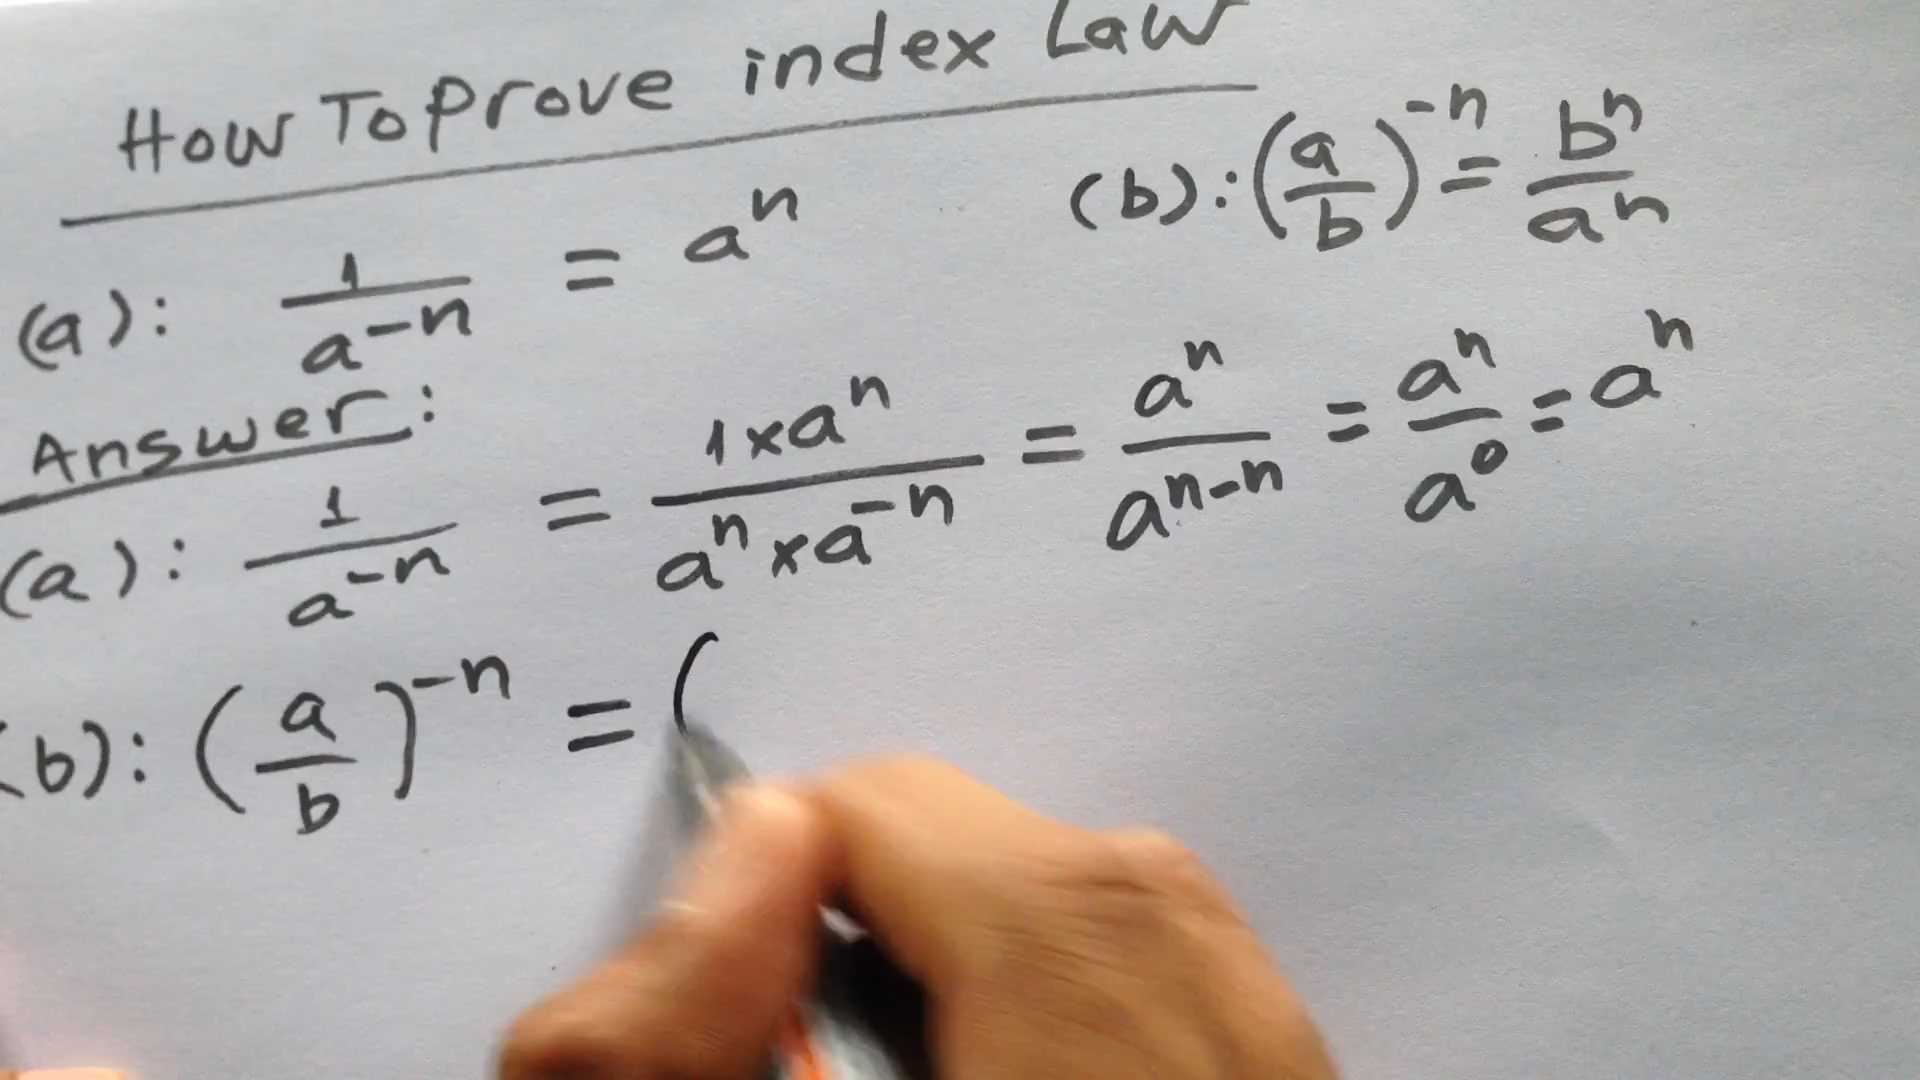 How To prove index Law
(a): 1/a^-n = a^n (b): (a/b)^-n = b^n/a^n
Answer:
(a): 1/a^-n = 1×a^n/a^n×a^-n = a^n/a^n-n = a^n/a^0 = a^n
(b): (a/b)^-n = (